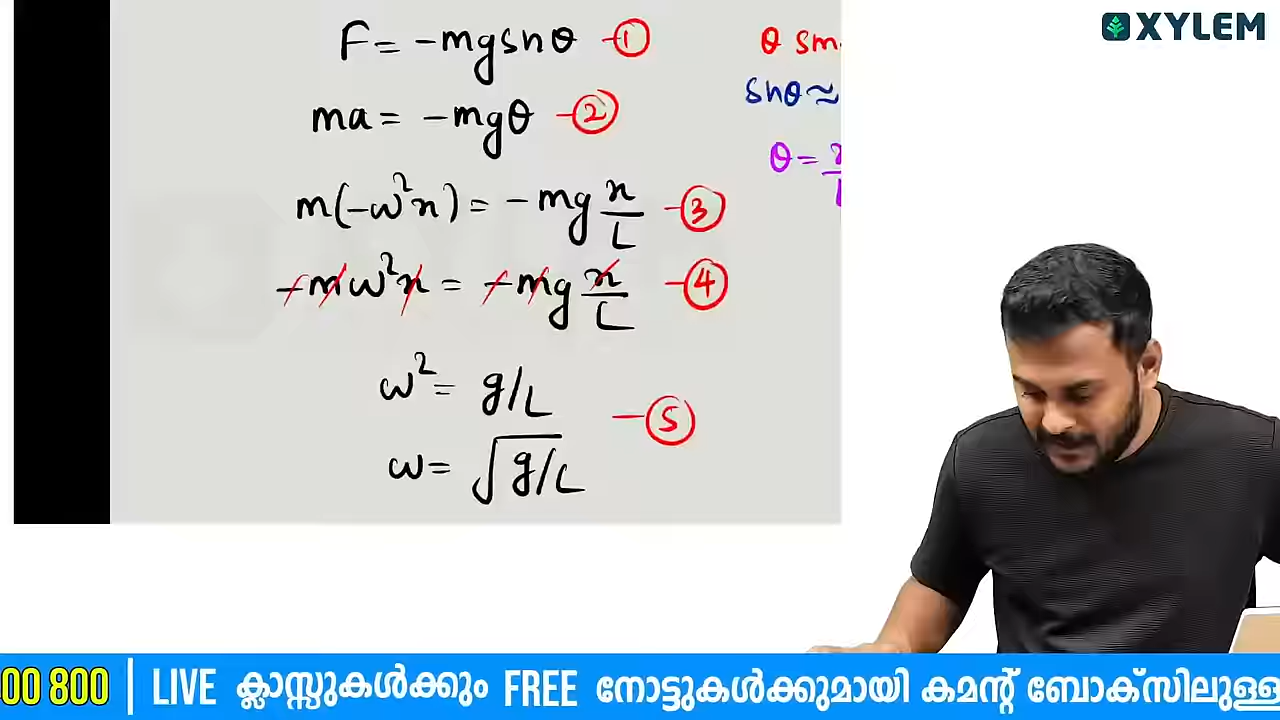 XYLEM
F = -mg sinθ -①
θ sm
sinθ ≈
ma = -mgθ -②
θ = x/L
m(-ω²x) = -mg x/L -③
-mω²x = -mg x/L -④
ω² = g/L
-⑤
ω = √g/L
00 800 | LIVE ക്ലാസ്സുകൾക്കും FREE നോട്ടുകൾക്കുമായി കമന്റ് ബോക്സിലുള്ള